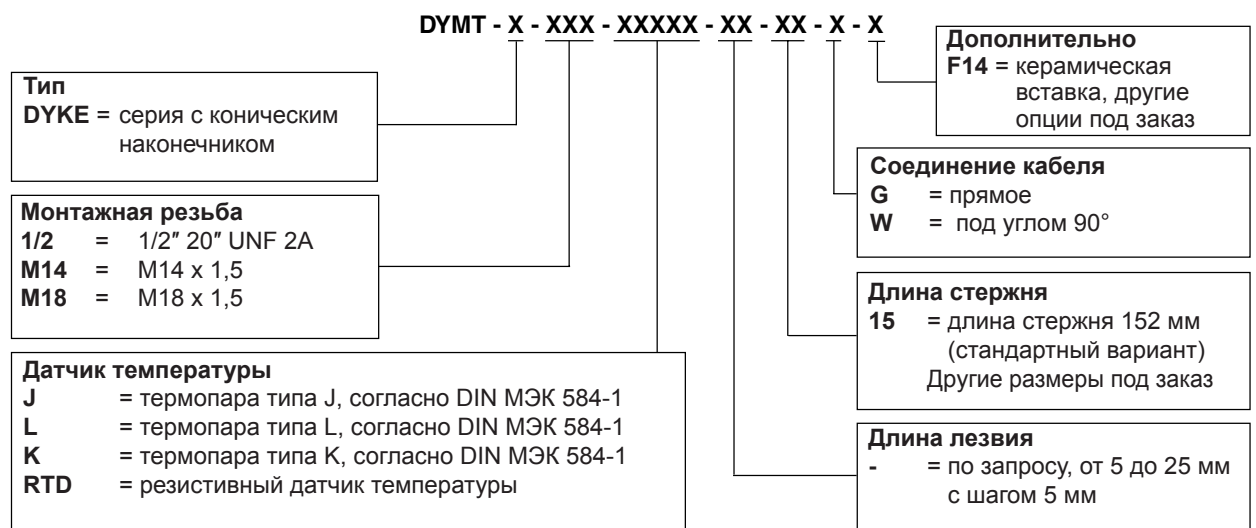 DYMT - X - XXX - XXXXX - XX - XX - X - X
Тип
DYKE = серия с коническим
наконечником
Монтажная резьба
1/2 = 1/2″ 20″ UNF 2A
M14 = M14 x 1,5
M18 = M18 x 1,5
Датчик температуры
J = термопара типа J, согласно DIN МЭК 584-1
L = термопара типа L, согласно DIN МЭК 584-1
K = термопара типа K, согласно DIN МЭК 584-1
RTD = резистивный датчик температуры
Дополнительно
F14 = керамическая
вставка, другие
опции под заказ
Соединение кабеля
G = прямое
W = под углом 90°
Длина стержня
15 = длина стержня 152 мм
(стандартный вариант)
Другие размеры под заказ
Длина лезвия
- = по запросу, от 5 до 25 мм
с шагом 5 мм